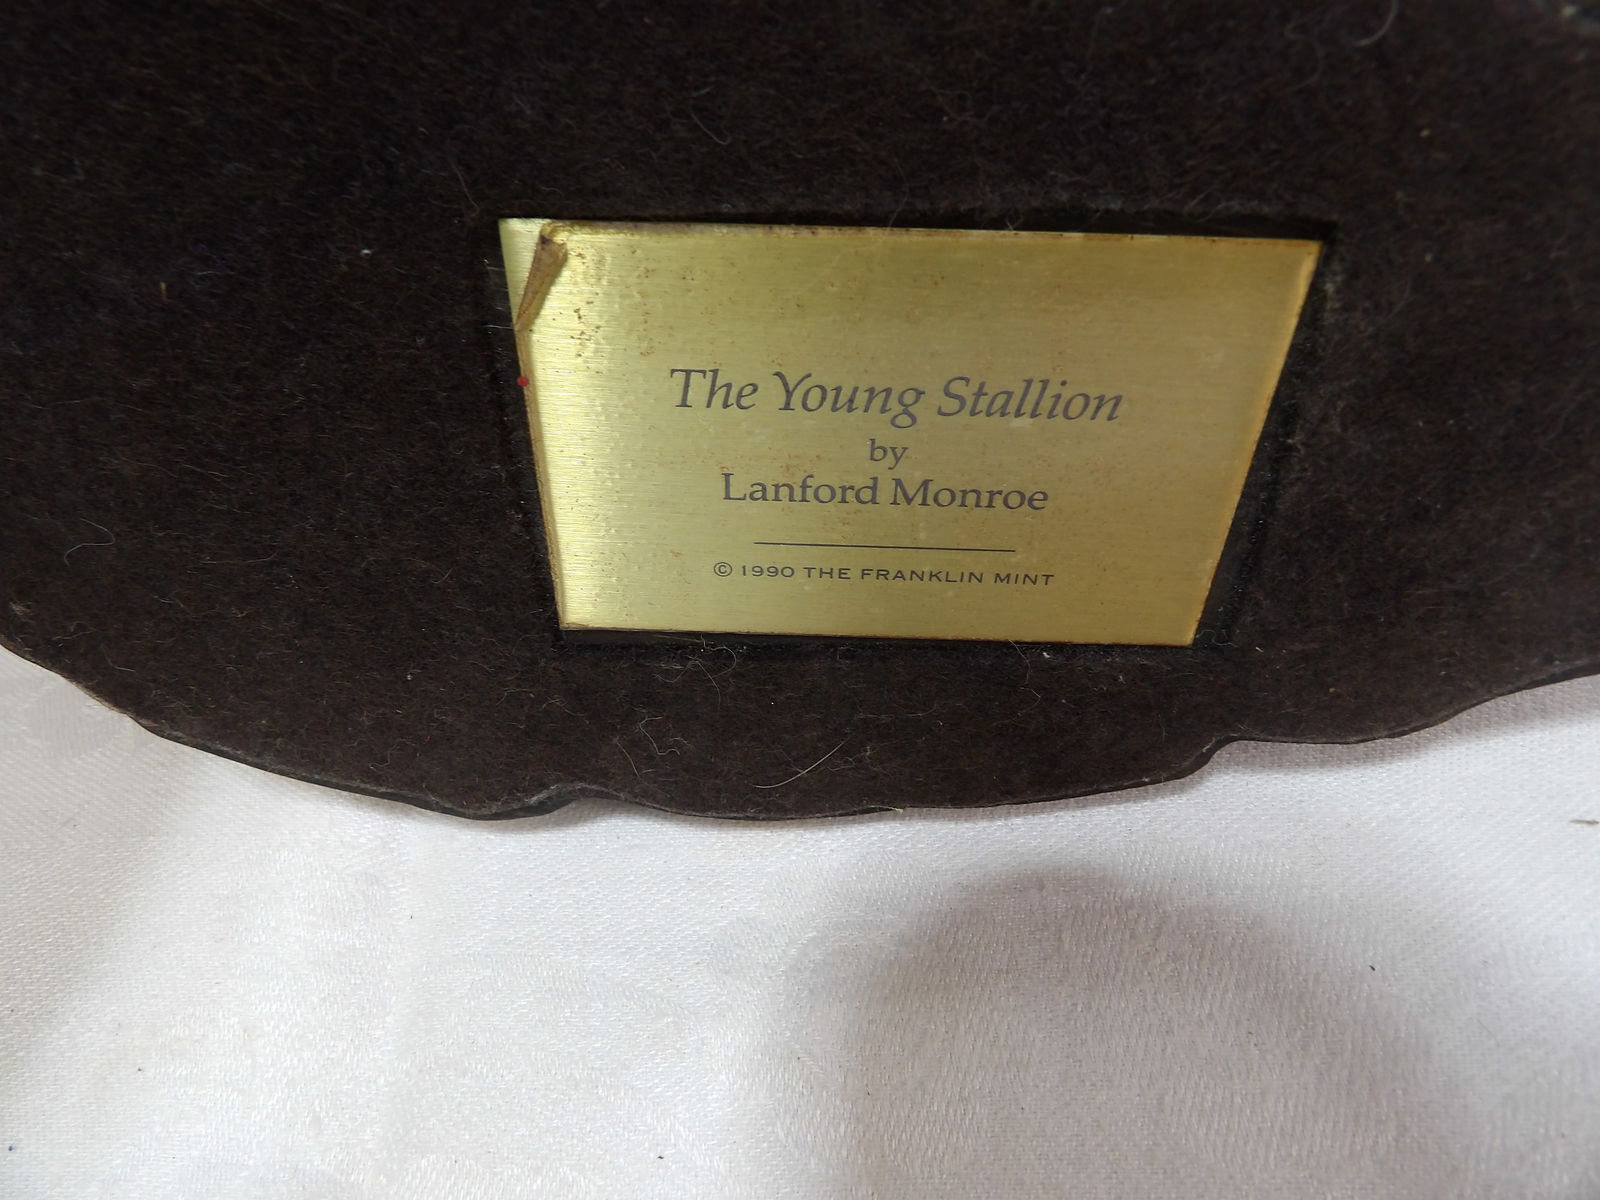 The Young Stallion
by
Lanford Monroe
© 1990 THE FRANKLIN MINT